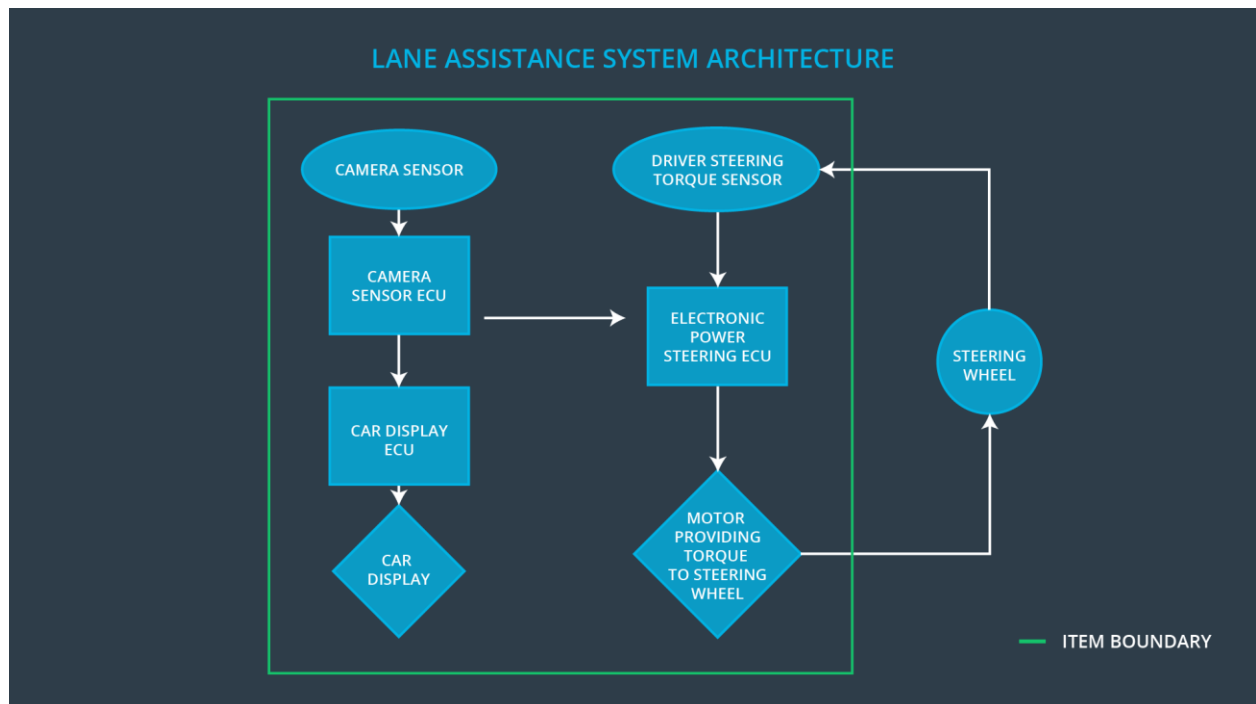 LANE ASSISTANCE SYSTEM ARCHITECTURE
CAMERA SENSOR
CAMERA
SENSOR ECU
CAR DISPLAY
ECU
CAR
DISPLAY
DRIVER STEERING
TORQUE SENSOR
ELECTRONIC
POWER
STEERING ECU
MOTOR
PROVIDING
TORQUE
TO STEERING
WHEEL
STEERING
WHEEL
ITEM BOUNDARY